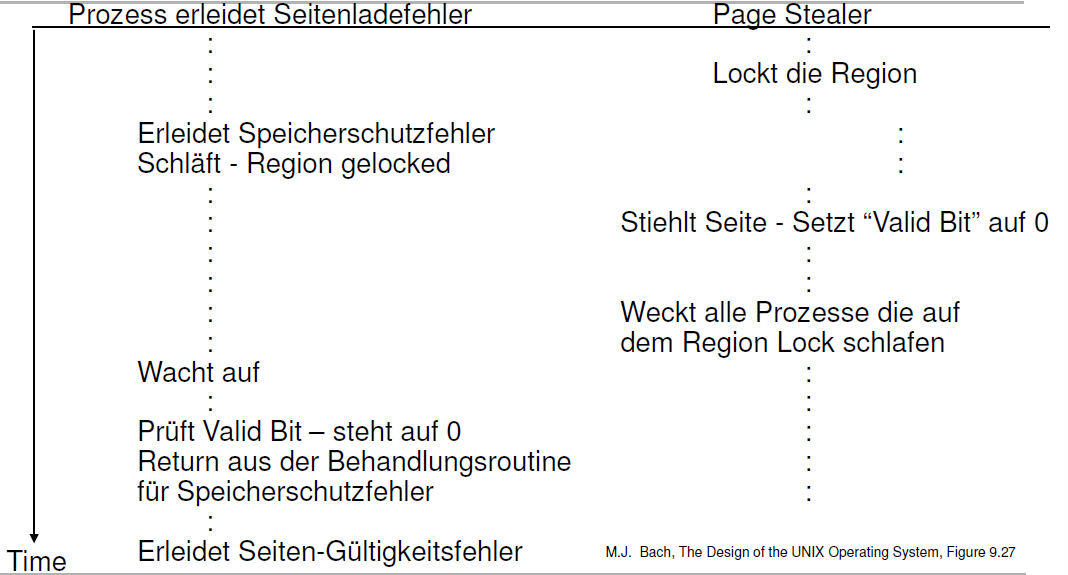 Prozess erleidet Seitenladefehler
Page Stealer
Lockt die Region
Erleidet Speicherschutzfehler
Schläft - Region gelocked
Stiehlt Seite - Setzt “Valid Bit” auf 0
Weckt alle Prozesse die auf
dem Region Lock schlafen
Wacht auf
Prüft Valid Bit – steht auf 0
Return aus der Behandlungsroutine
für Speicherschutzfehler
Erleidet Seiten-Gültigkeitsfehler
M.J. Bach, The Design of the UNIX Operating System, Figure 9.27
Time